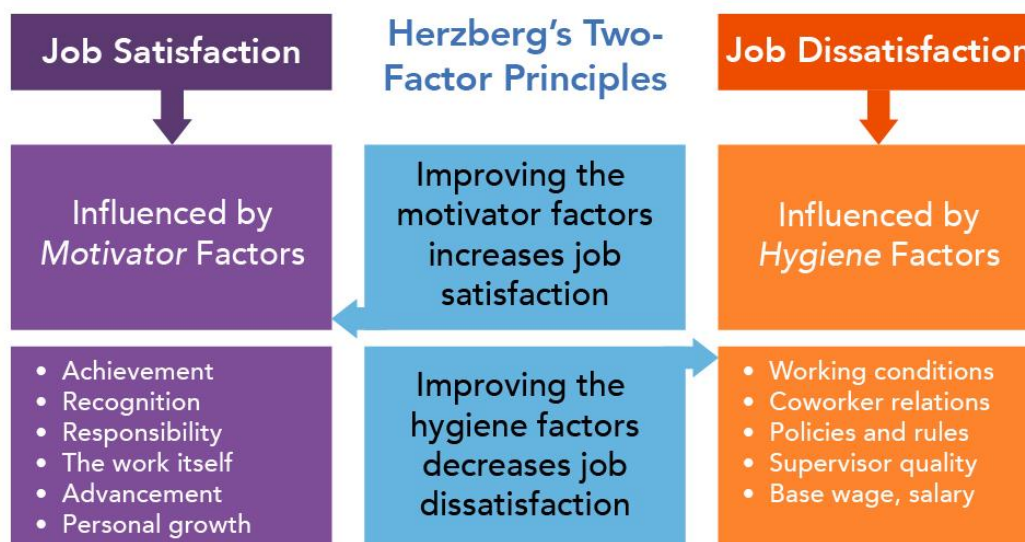 Job Satisfaction
Herzberg’s Two-
Factor Principles
Job Dissatisfaction
Influenced by
Motivator Factors
Improving the
motivator factors
increases job
satisfaction
Influenced by
Hygiene Factors
• Achievement
• Recognition
• Responsibility
• The work itself
• Advancement
• Personal growth
Improving the
hygiene factors
decreases job
dissatisfaction
• Working conditions
• Coworker relations
• Policies and rules
• Supervisor quality
• Base wage, salary